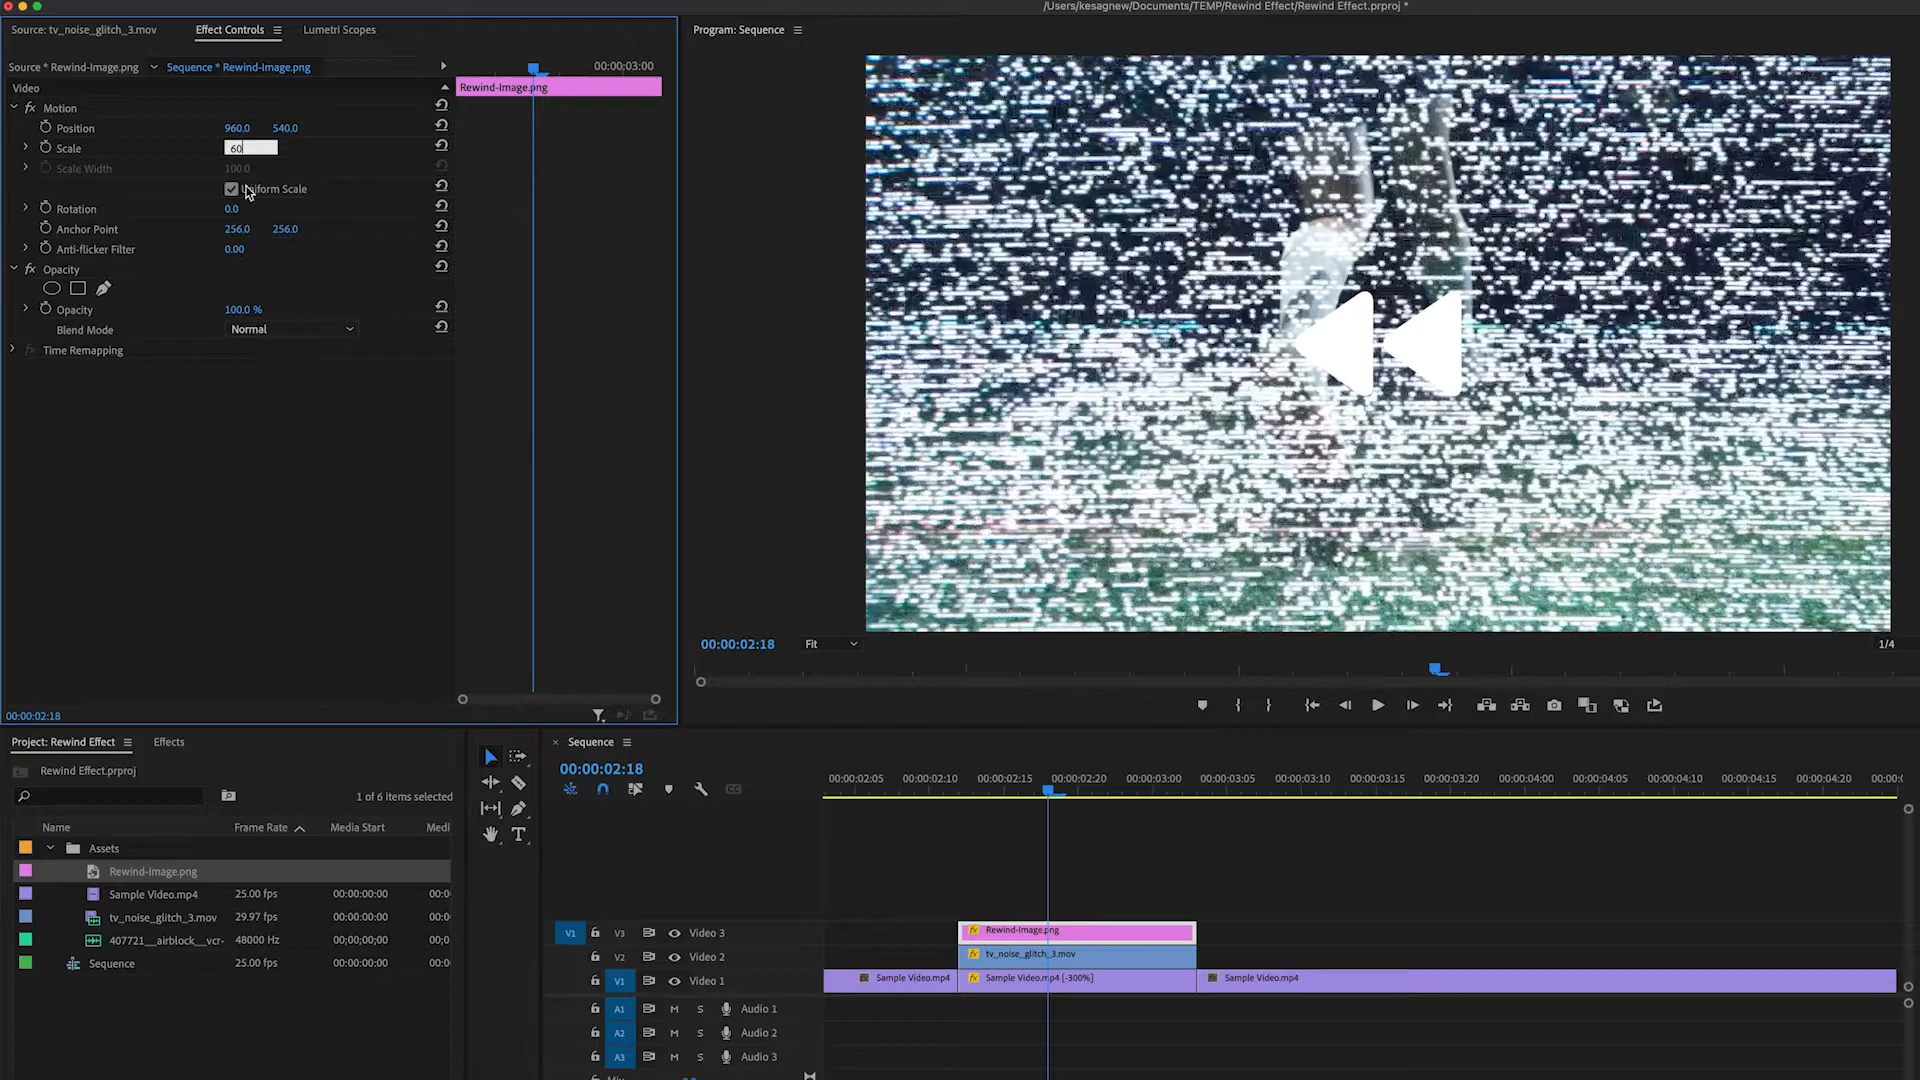 /Users/kesagnew/Documents/TEMP/Rewind Effect/Rewind Effect.prproj *
Source: tv_noise_glitch_3.mov
Effect Controls
Lumetri Scopes
Program: Sequence
Source * Rewind-Image.png
Sequence * Rewind-Image.png
00:00:03:00
Video
Rewind-Image.png
fx Motion
Position 960.0 540.0
Scale 60
Scale Width 100.0
Uniform Scale
Rotation 0.0
Anchor Point 256.0 256.0
Anti-flicker Filter 0.00
fx Opacity
Opacity 100.0 %
Blend Mode Normal
fx Time Remapping
00:00:02:18
Fit
1/4
00:00:02:18
Project: Rewind Effect
Effects
Rewind Effect.prproj
1 of 6 items selected
Name Frame Rate Media Start Medi
Assets
Rewind-Image.png
Sample Video.mp4 25.00 fps 00:00:00:00 00:0
tv_noise_glitch_3.mov 29.97 fps 00:00:00:00 00:0
407721__airblock__vcr- 48000 Hz 00;00;00;00 00;0
Sequence 25.00 fps
Sequence
00:00:02:18
00:00:02:05 00:00:02:10 00:00:02:15 00:00:02:20 00:00:03:00 00:00:03:05 00:00:03:10 00:00:03:15 00:00:03:20 00:00:04:00 00:00:04:05 00:00:04:10 00:00:04:15 00:00:04:20 00:00:0
V1 V3 Video 3
fx Rewind-Image.png
V2 Video 2
fx tv_noise_glitch_3.mov
V1 Video 1
Sample Video.mp4
fx Sample Video.mp4 [-300%]
Sample Video.mp4
A1 M S Audio 1
A2 M S Audio 2
A3 M S Audio 3